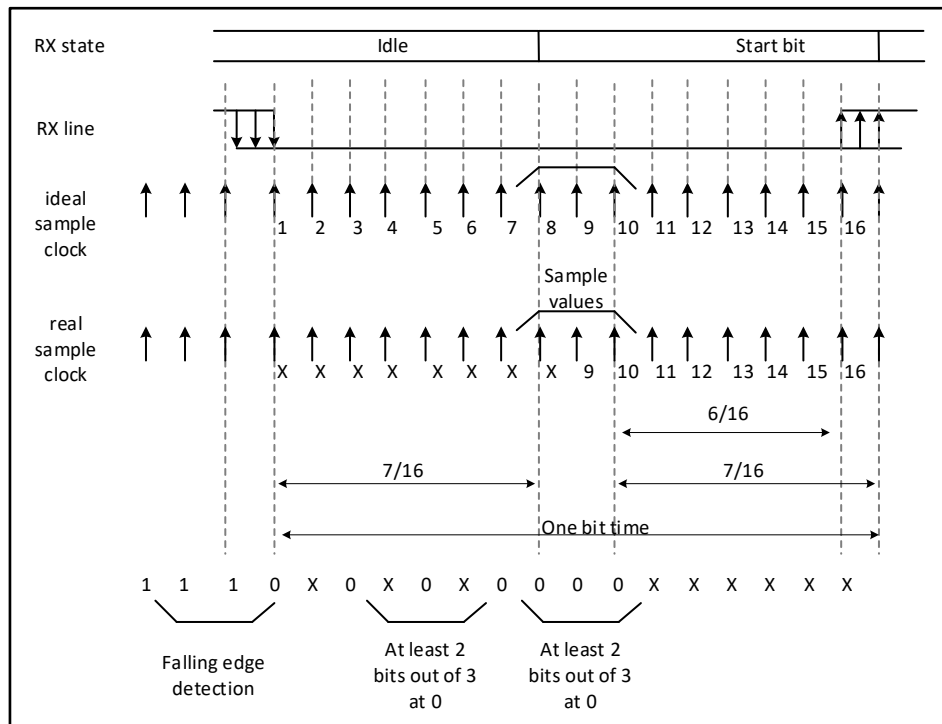 RX state
Idle
Start bit
RX line
ideal
sample
clock
1 2 3 4 5 6 7 8 9 10 11 12 13 14 15 16
Sample
values
real
sample
clock
X X X X X X X X 9 10 11 12 13 14 15 16
6/16
7/16
7/16
One bit time
1 1 1 0 X 0 X 0 X 0 0 0 0 X X X X X X
Falling edge
detection
At least 2
bits out of 3
at 0
At least 2
bits out of 3
at 0